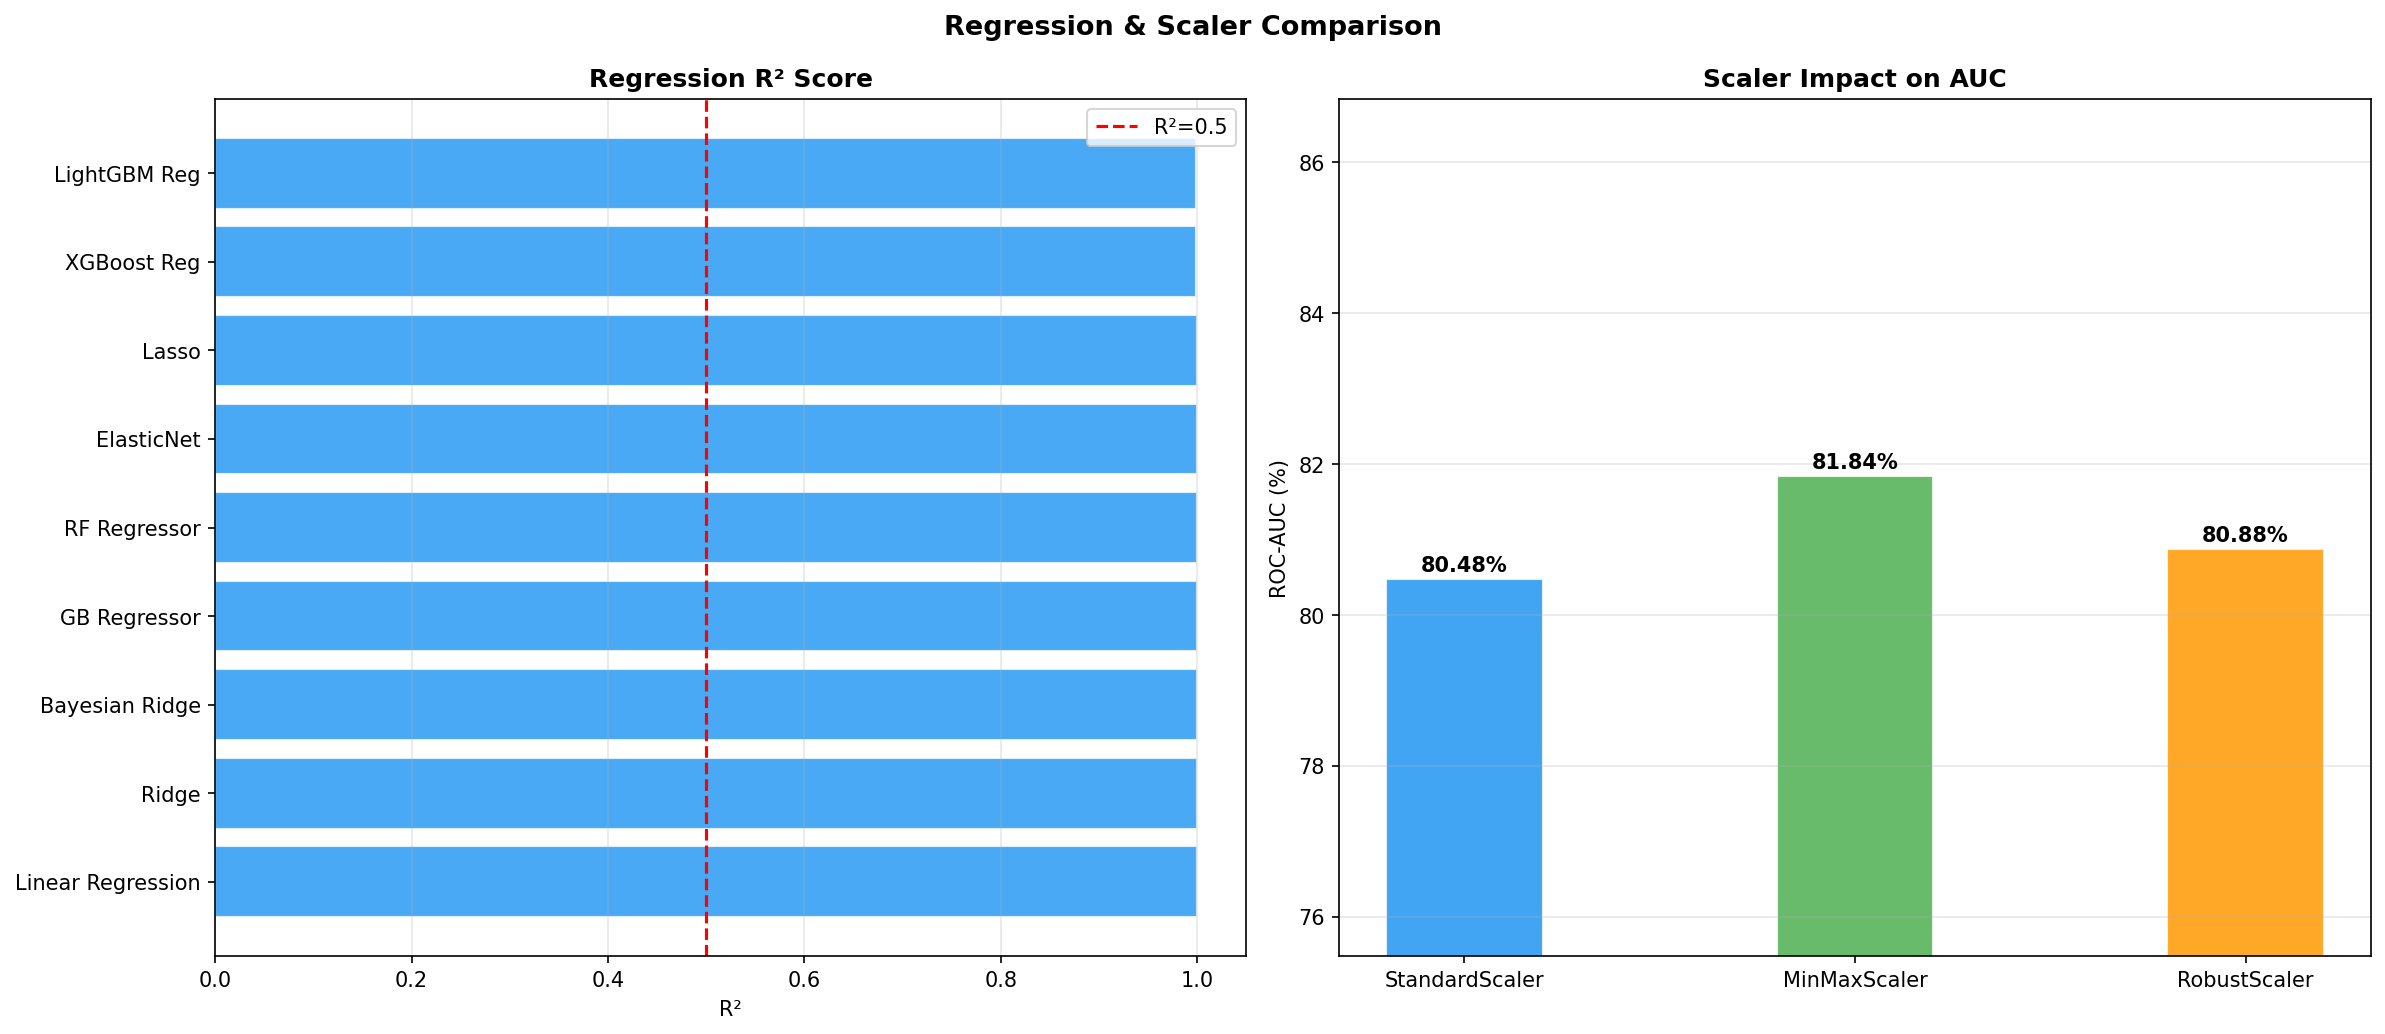 Regression & Scaler Comparison
Regression R² Score
R²=0.5
LightGBM Reg
XGBoost Reg
Lasso
ElasticNet
RF Regressor
GB Regressor
Bayesian Ridge
Ridge
Linear Regression
0.0 0.2 0.4 0.6 0.8 1.0
R²
Scaler Impact on AUC
ROC-AUC (%)
86
84
82
80
78
76
80.48%
81.84%
80.88%
StandardScaler MinMaxScaler RobustScaler